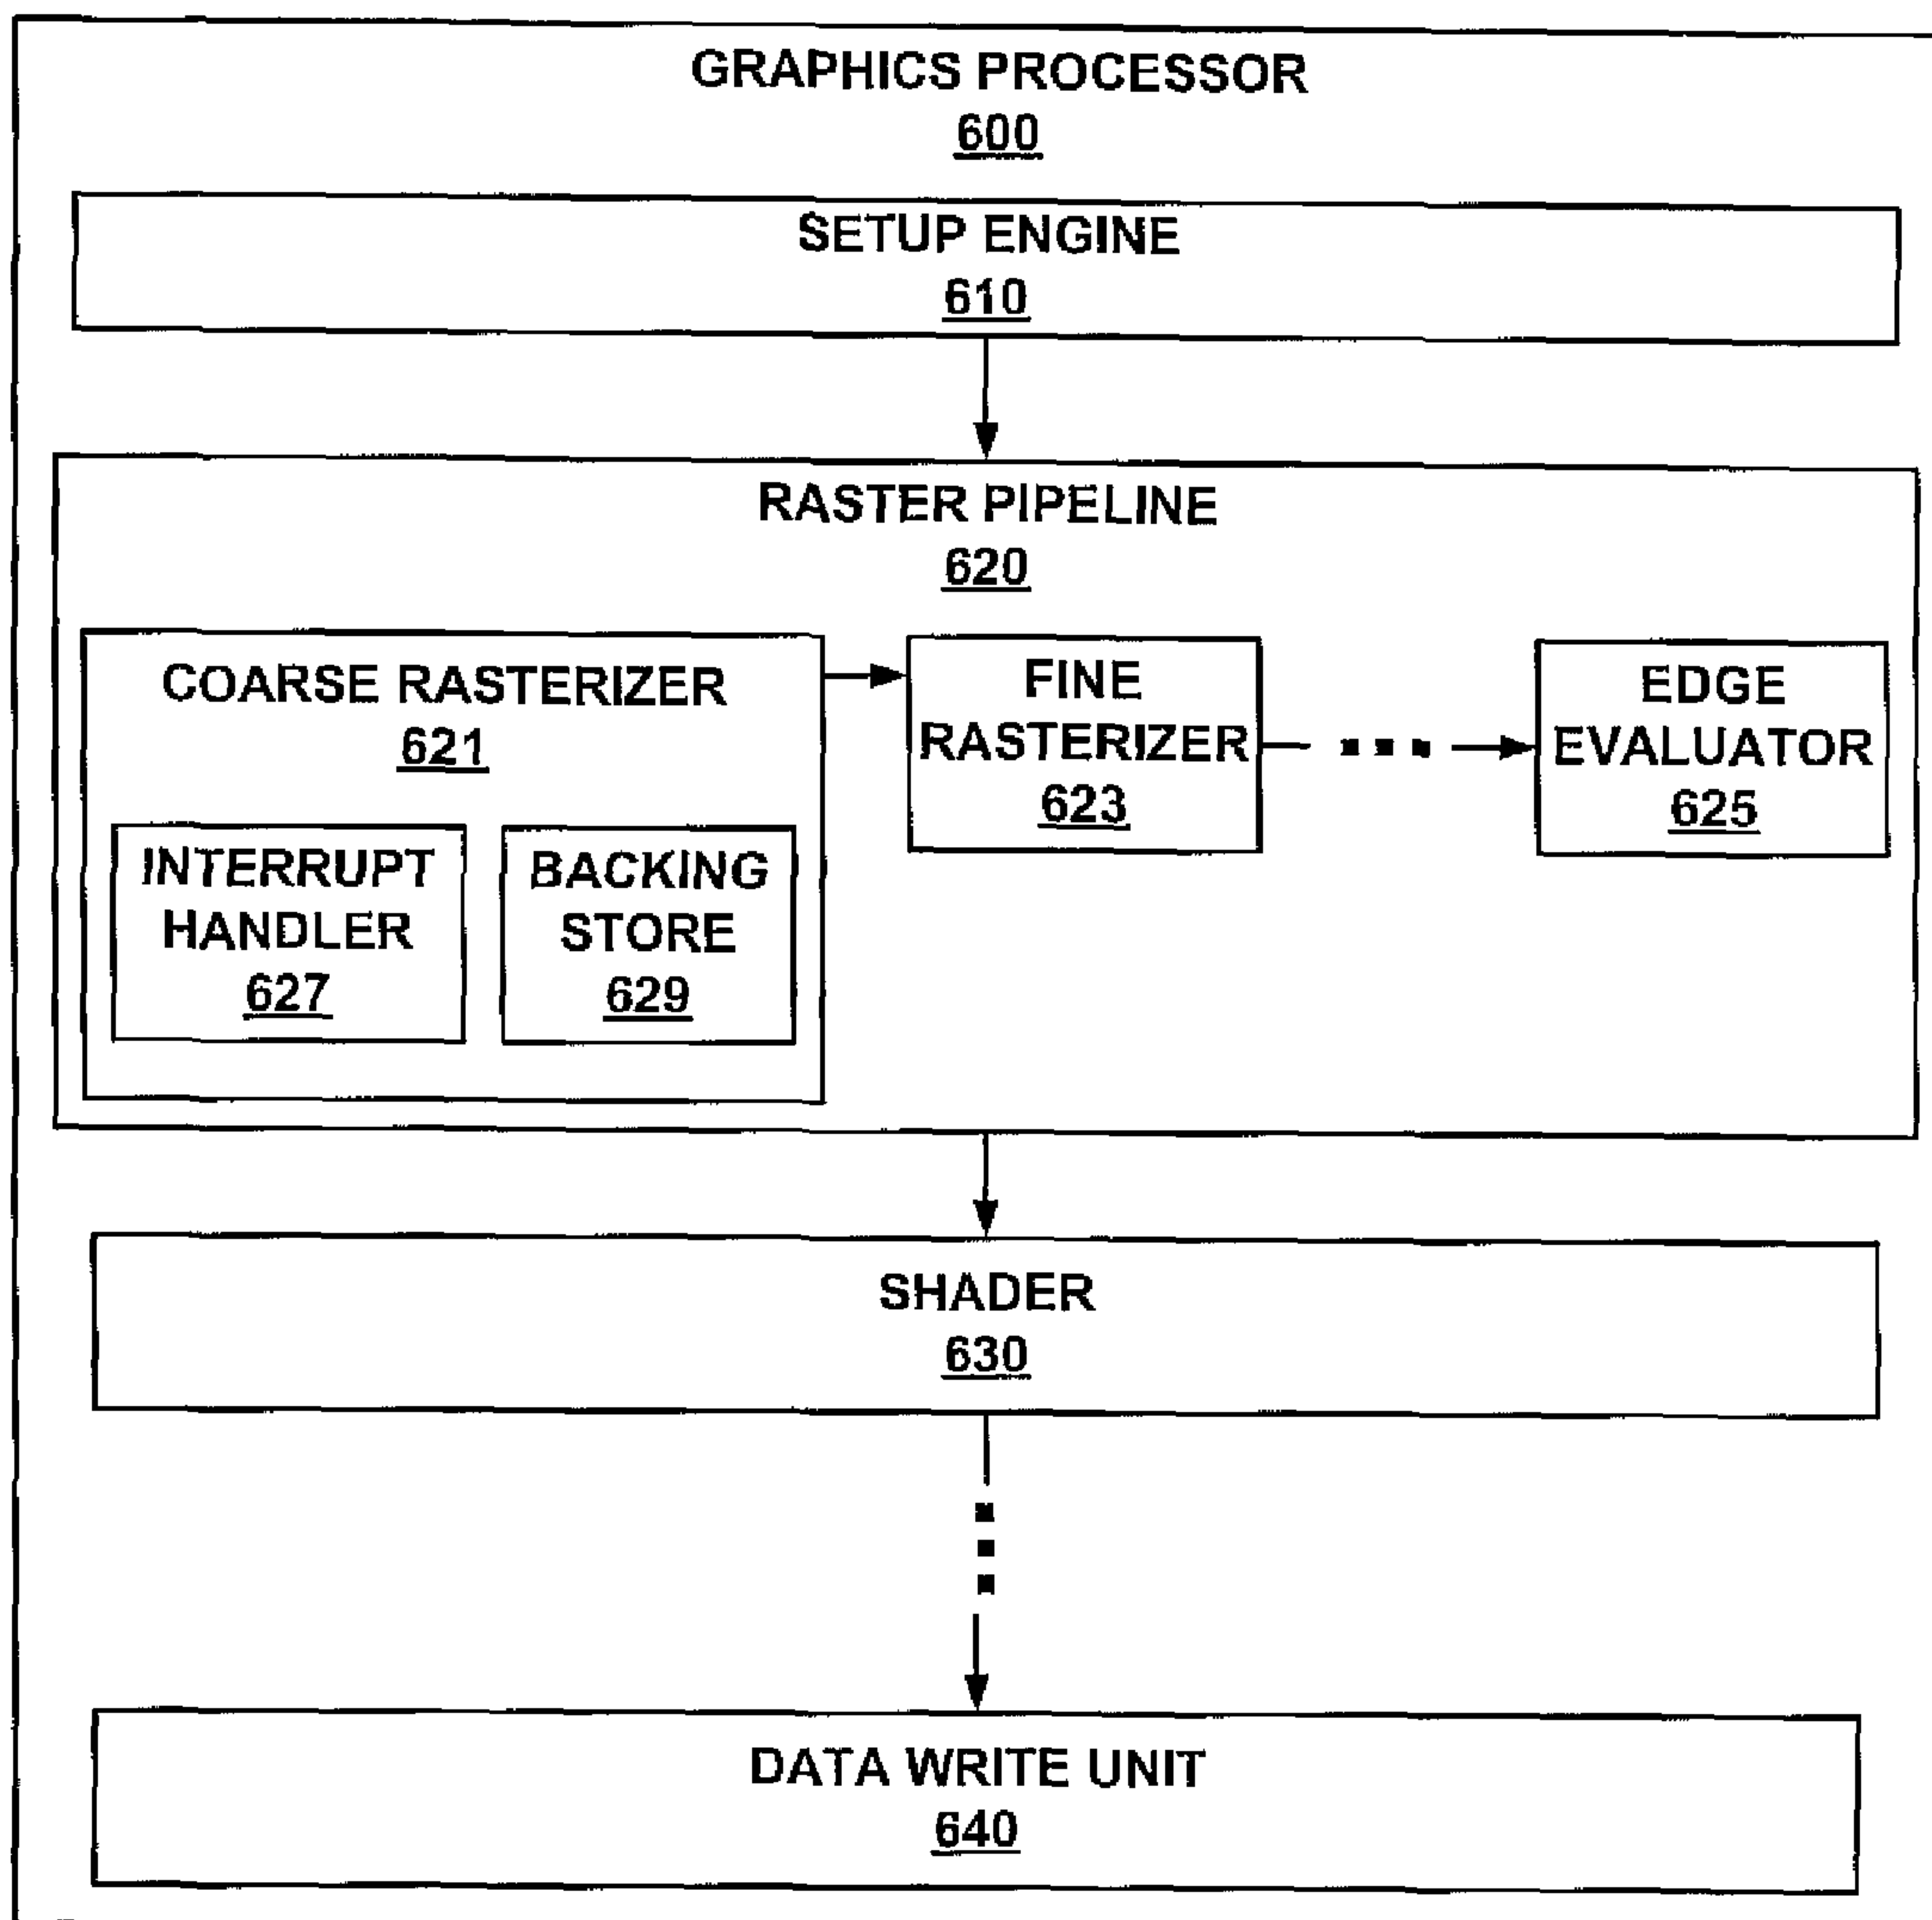 GRAPHICS PROCESSOR
600
SETUP ENGINE
610
RASTER PIPELINE
620
COARSE RASTERIZER
621
INTERRUPT
HANDLER
627
BACKING
STORE
629
FINE
RASTERIZER
623
EDGE
EVALUATOR
625
SHADER
630
DATA WRITE UNIT
640